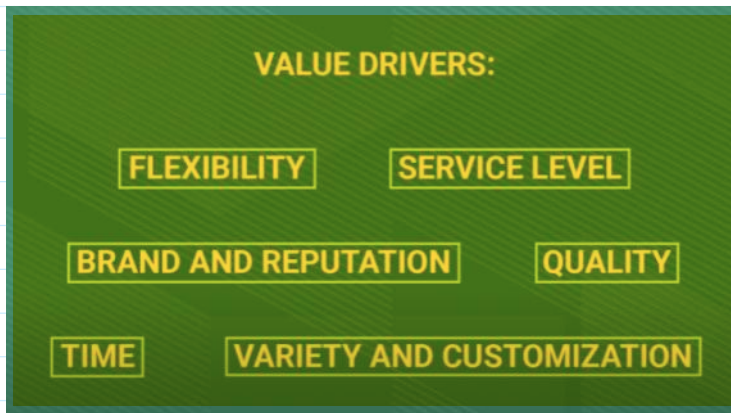 VALUE DRIVERS:
FLEXIBILITY SERVICE LEVEL
BRAND AND REPUTATION QUALITY
TIME VARIETY AND CUSTOMIZATION